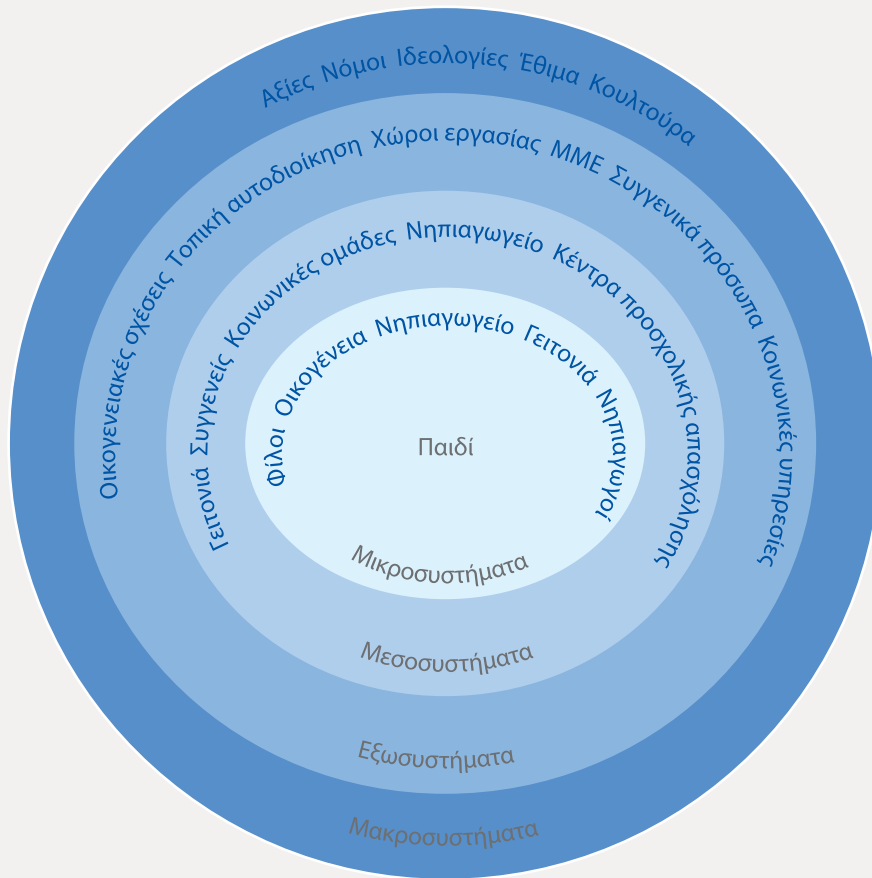 Αξίες Νόμοι Ιδεολογίες Έθιμα Κουλτούρα
Οικογενειακές σχέσεις Τοπική αυτοδιοίκηση Χώροι εργασίας ΜΜΕ Συγγενικά πρόσωπα Κοινωνικές υπηρεσίες
Γειτονιά Συγγενείς Κοινωνικές ομάδες Νηπιαγωγείο Κέντρα προσχολικής απασχόλησης
Φίλοι Οικογένεια Νηπιαγωγείο Γειτονιά Νηπιαγωγοί
Παιδί
Μικροσυστήματα
Μεσοσυστήματα
Εξωσυστήματα
Μακροσυστήματα